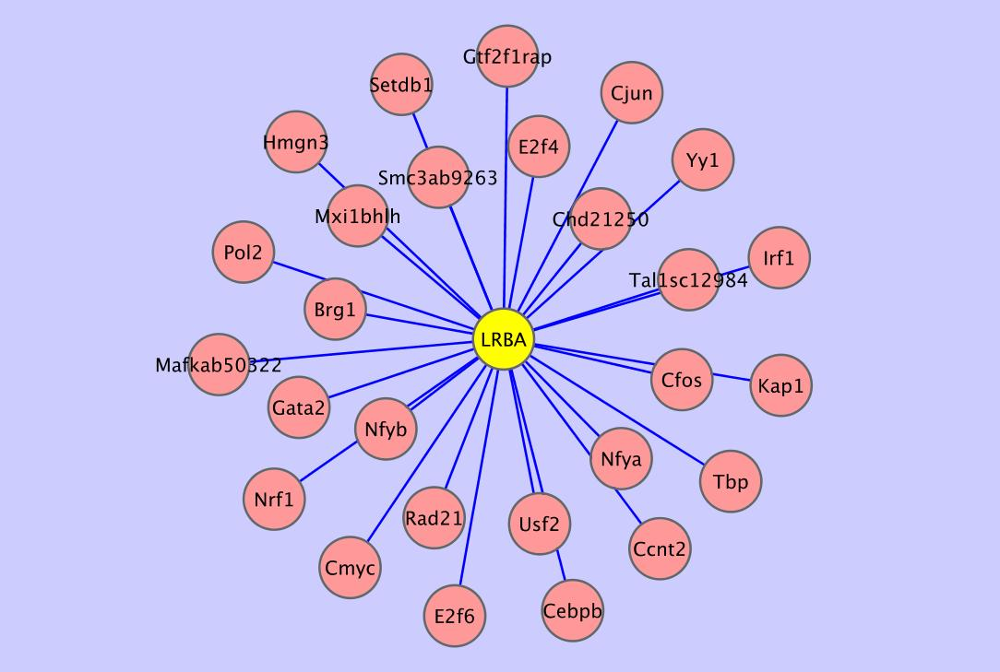 Gtf2f1rap
Setdb1
Cjun
Hmgn3
E2f4
Yy1
Smc3ab9263
Mxi1bhlh
Chd21250
Pol2
Irf1
Tal1sc12984
Brg1
LRBA
Mafkab50322
Cfos
Kap1
Gata2
Nfyb
Nfya
Tbp
Nrf1
Rad21
Usf2
Ccnt2
Cmyc
E2f6
Cebpb